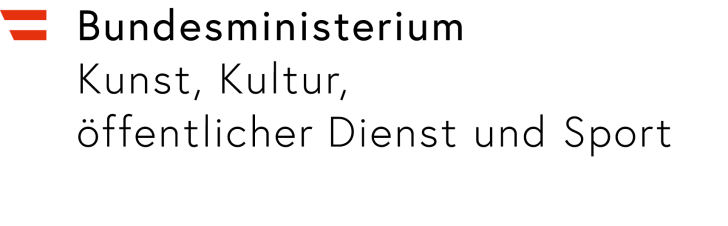 Bundesministerium
Kunst, Kultur,
öffentlicher Dienst und Sport